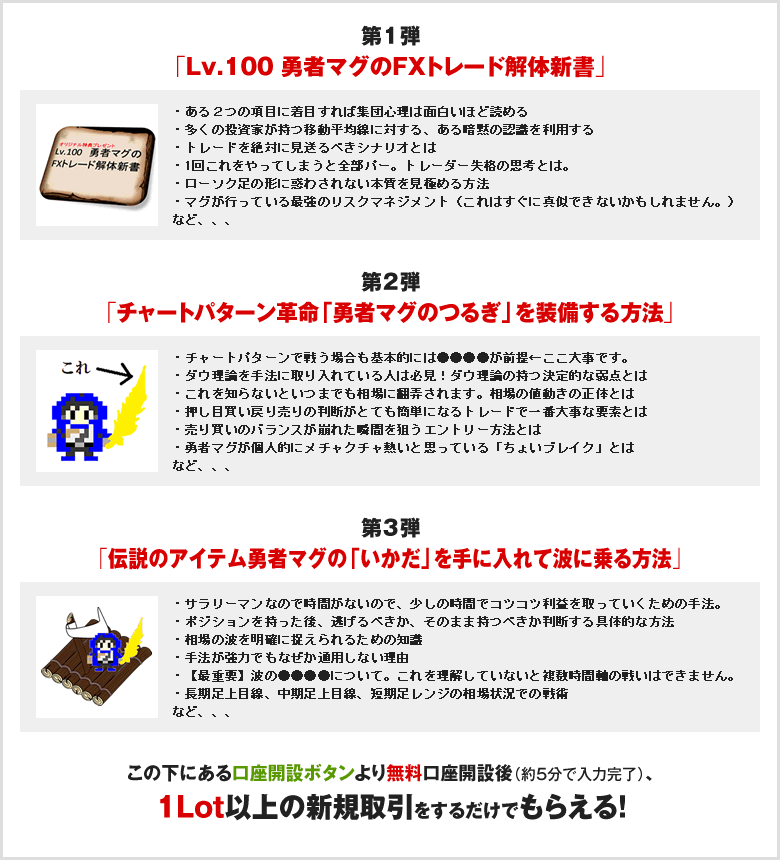 第1弾
「Lv.100 勇者マグのFXトレード解体新書」
オリジナル特典プレゼント
Lv.100 勇者マグの
FXトレード解体新書
・ある２つの項目に着目すれば集団心理は面白いほど読める
・多くの投資家が持つ移動平均線に対する、ある暗黙の認識を利用する
・トレードを絶対に見送るべきシナリオとは
・1回これをやってしまうと全部パー。トレーダー失格の思考とは。
・ローソク足の形に惑わされない本質を見極める方法
・マグが行っている最強のリスクマネジメント（これはすぐに真似できないかもしれません。）
など、、、
第2弾
「チャートパターン革命「勇者マグのつるぎ」を装備する方法」
これ
・チャートパターンで戦う場合も基本的には●●●●が前提←ここ大事です。
・ダウ理論を手法に取り入れている人は必見！ダウ理論の持つ決定的な弱点とは
・これを知らないといつまでも相場に翻弄されます。相場の値動きの正体とは
・押し目買い戻り売りの判断がとても簡単になるトレードで一番大事な要素とは
・売り買いのバランスが崩れた瞬間を狙うエントリー方法とは
・勇者マグが個人的にメチャクチャ熱いと思っている「ちょいブレイク」とは
など、、、
第3弾
「伝説のアイテム勇者マグの「いかだ」を手に入れて波に乗る方法」
・サラリーマンなので時間がないので、少しの時間でコツコツ利益を取っていくための手法。
・ポジションを持った後、逃げるべきか、そのまま持つべきか判断する具体的な方法
・相場の波を明確に捉えられるための知識
・手法が強力でもなぜか通用しない理由
・【最重要】波の●●●●について。これを理解していないと複数時間軸の戦いはできません。
・長期足上目線、中期足上目線、短期足レンジの相場状況での戦術
など、、、
この下にある口座開設ボタンより無料口座開設後（約5分で入力完了）、
1Lot以上の新規取引をするだけでもらえる!